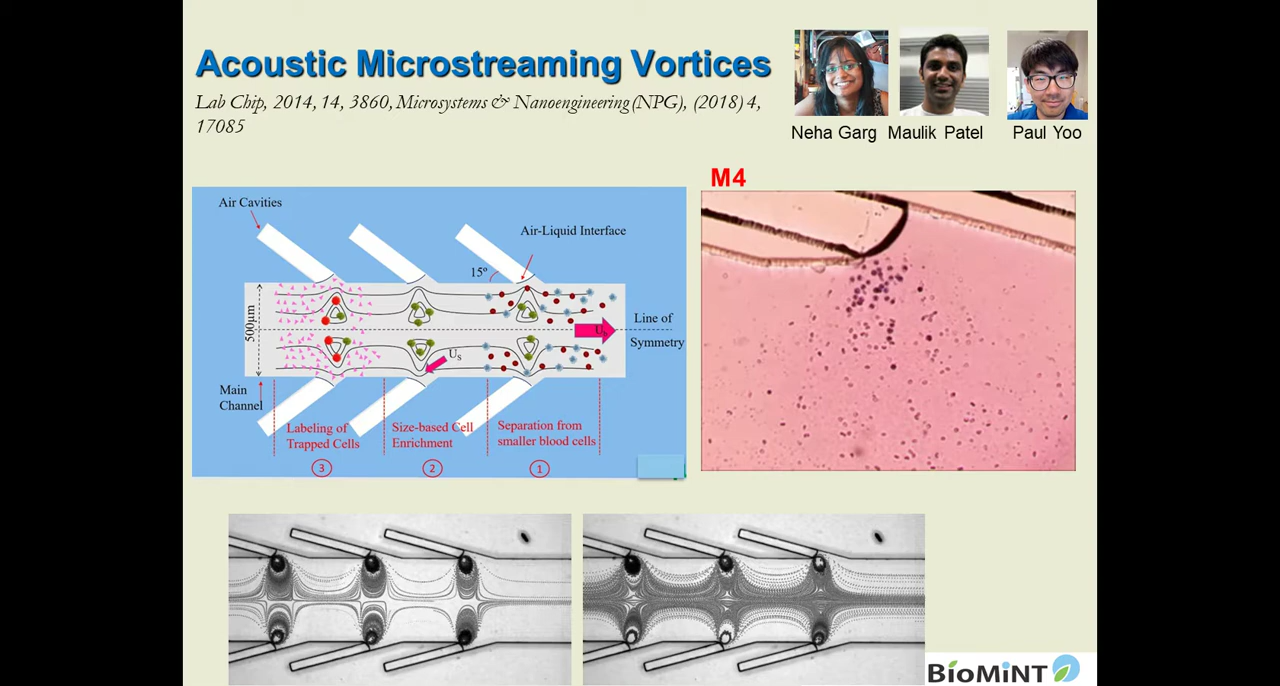 Acoustic Microstreaming Vortices
Lab Chip, 2014, 14, 3860, Microsystems & Nanoengineering (NPG), (2018) 4,
17085
Neha Garg
Maulik Patel
Paul Yoo
M4
Air Cavities
Air-Liquid Interface
15°
500μm
Line of
Symmetry
Us
Main
Channel
Labeling of
Trapped Cells
Size-based Cell
Enrichment
Separation from
smaller blood cells
3
2
1
BioMiNT